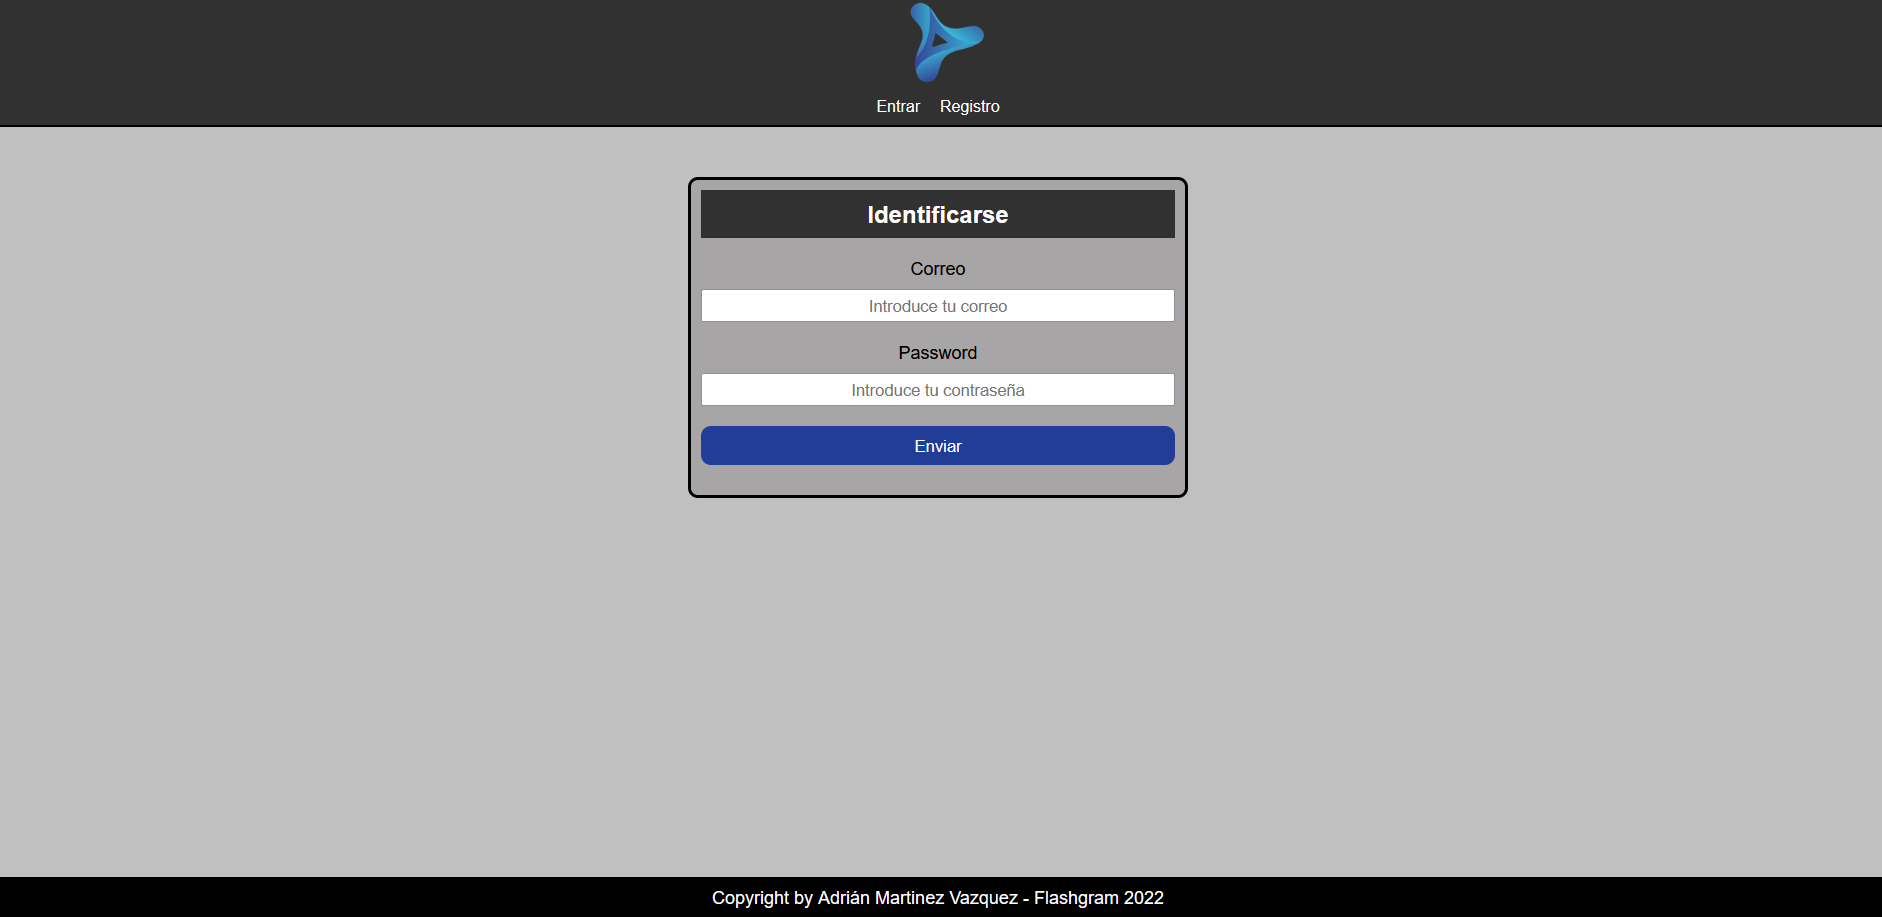 Entrar Registro
Identificarse
Correo
Introduce tu correo
Password
Introduce tu contraseña
Enviar
Copyright by Adrián Martinez Vazquez - Flashgram 2022